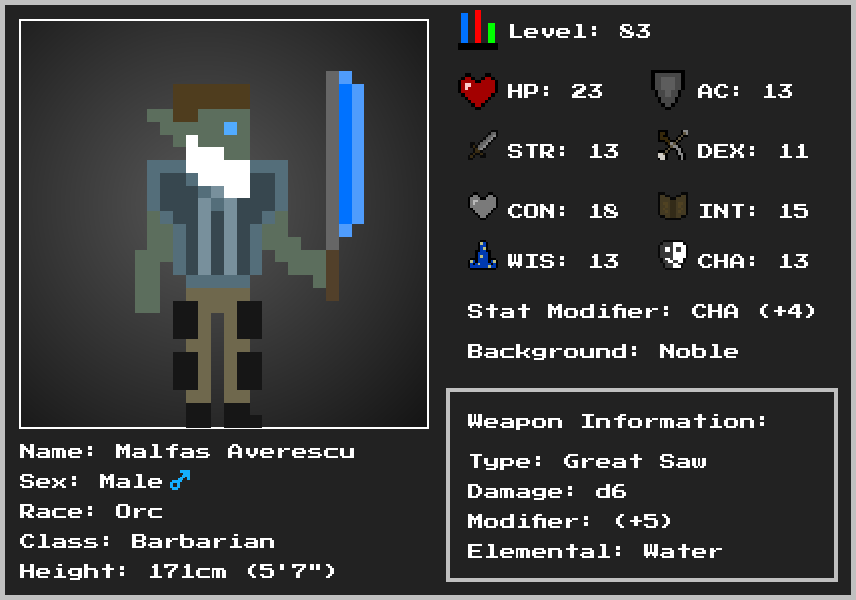 Level: 83
HP: 23
AC: 13
STR: 13
DEX: 11
CON: 18
INT: 15
WIS: 13
CHA: 13
Stat Modifier: CHA (+4)
Background: Noble
Weapon Information:
Type: Great Saw
Damage: d6
Modifier: (+5)
Elemental: Water
Name: Malfas Averescu
Sex: Male♂
Race: Orc
Class: Barbarian
Height: 171cm (5'7")